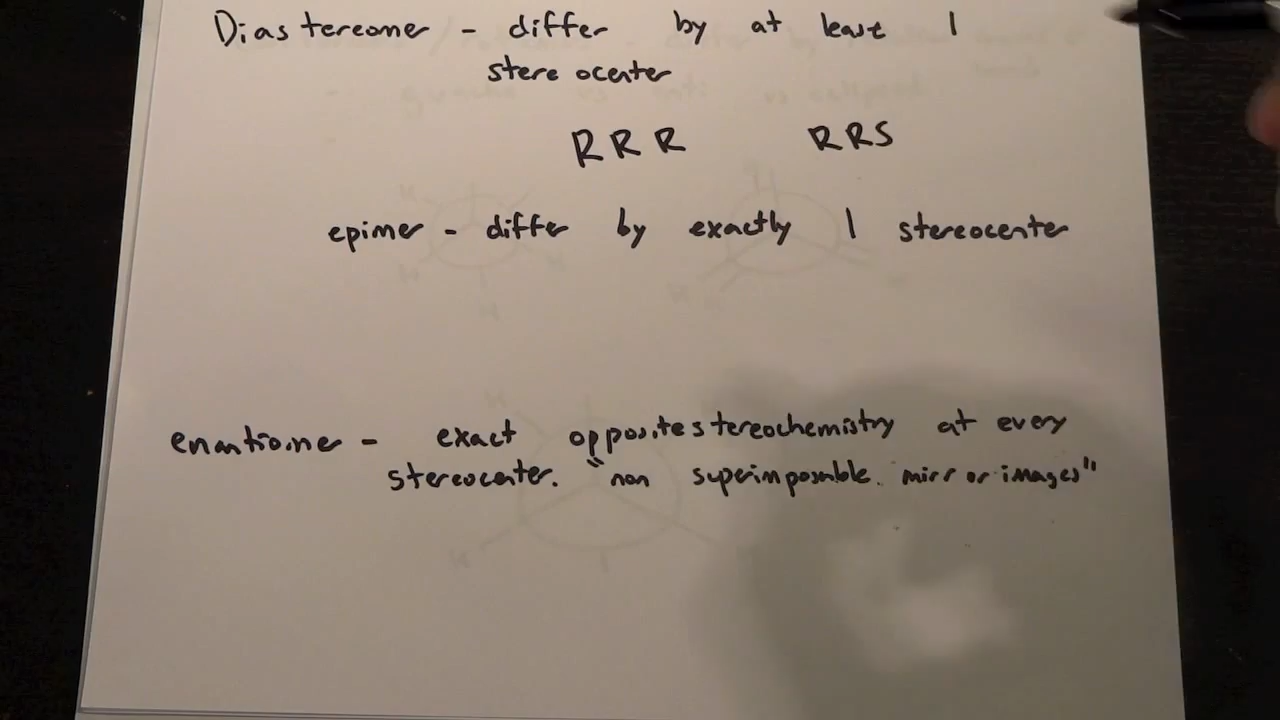 Diastereomer - differ by at least 1
stereocenter
RRR RRS
epimer - differ by exactly 1 stereocenter
enantiomer - exact opposite stereochemistry at every
stereocenter. "non superimposable mirror images"